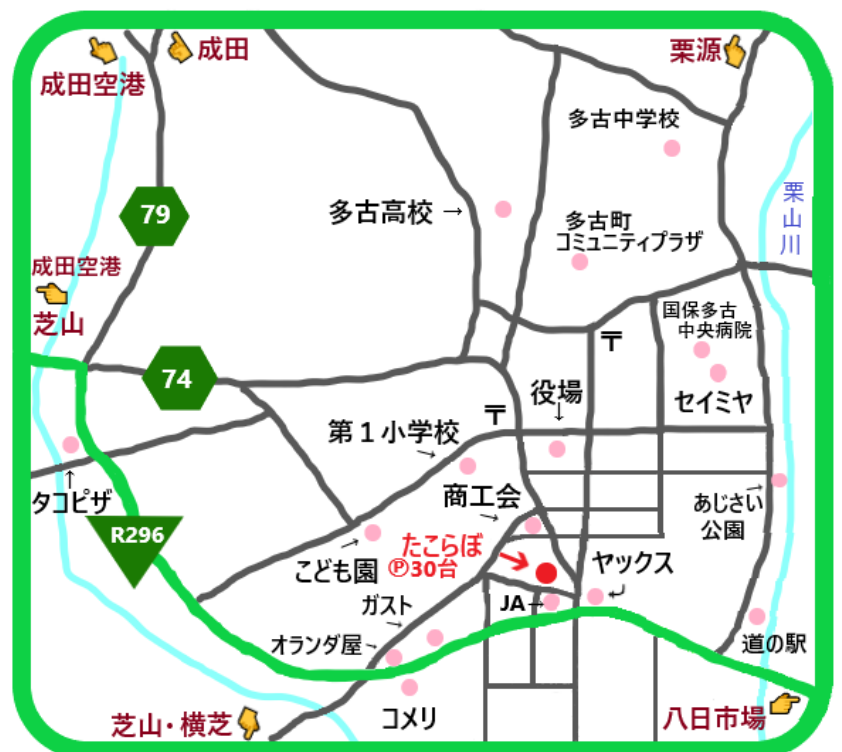 成田
成田空港
栗源
多古中学校
79
多古高校 →
多古町
コミュニティプラザ
栗山川
成田空港
芝山
国保多古
中央病院
〒
74
役場
↓
セイミヤ
〒
第1小学校
→
商工会
→
↑
タコピザ
あじさい→
公園
R296
たこらぼ
Ⓟ30台
→
こども園
ヤックス
ガスト
→
JA→
オランダ屋→
道の駅
芝山・横芝
コメリ
八日市場